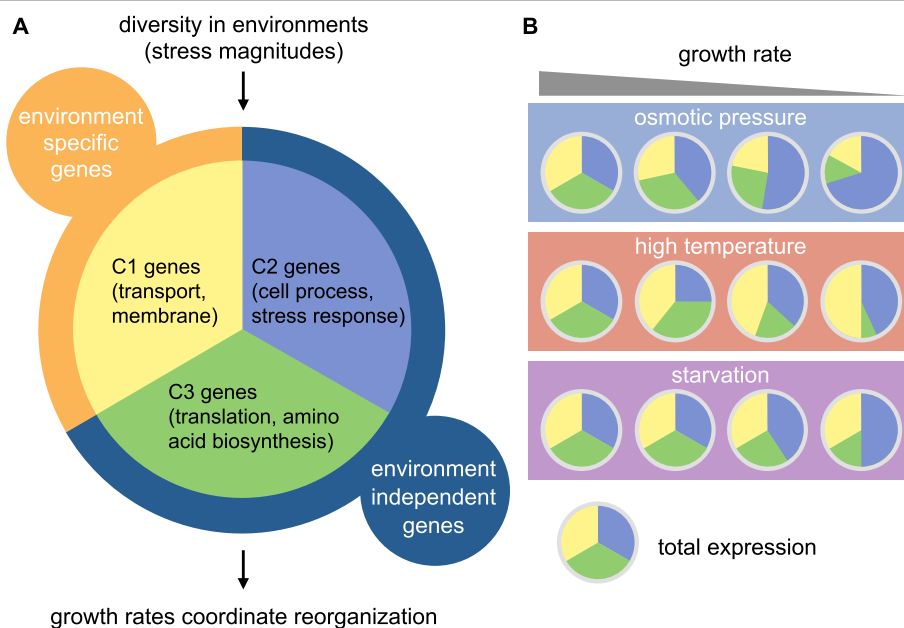 A
diversity in environments
(stress magnitudes)
environment
specific
genes
C1 genes
(transport,
membrane)
C2 genes
(cell process,
stress response)
C3 genes
(translation, amino
acid biosynthesis)
environment
independent
genes
growth rates coordinate reorganization
B
growth rate
osmotic pressure
high temperature
starvation
total expression